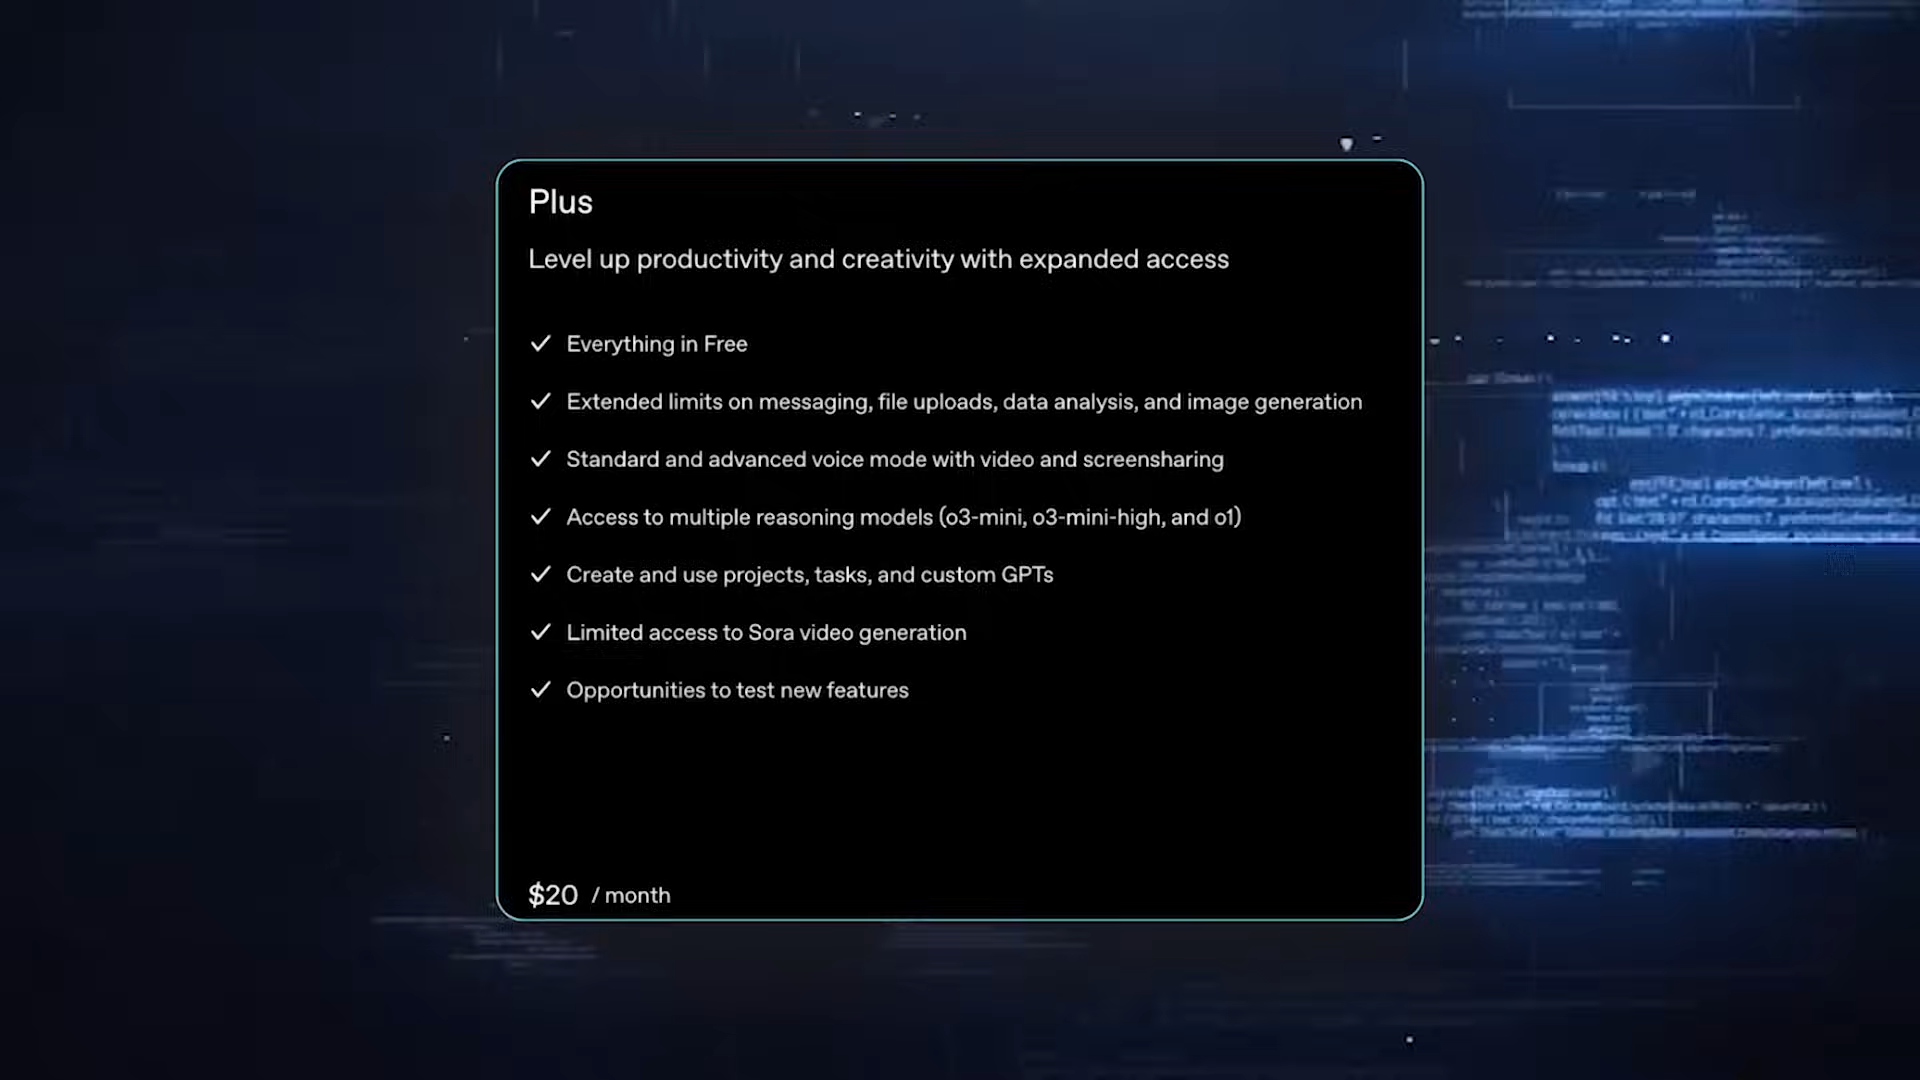 Plus
Level up productivity and creativity with expanded access
Everything in Free
Extended limits on messaging, file uploads, data analysis, and image generation
Standard and advanced voice mode with video and screensharing
Access to multiple reasoning models (o3-mini, o3-mini-high, and o1)
Create and use projects, tasks, and custom GPTs
Limited access to Sora video generation
Opportunities to test new features
$20 / month